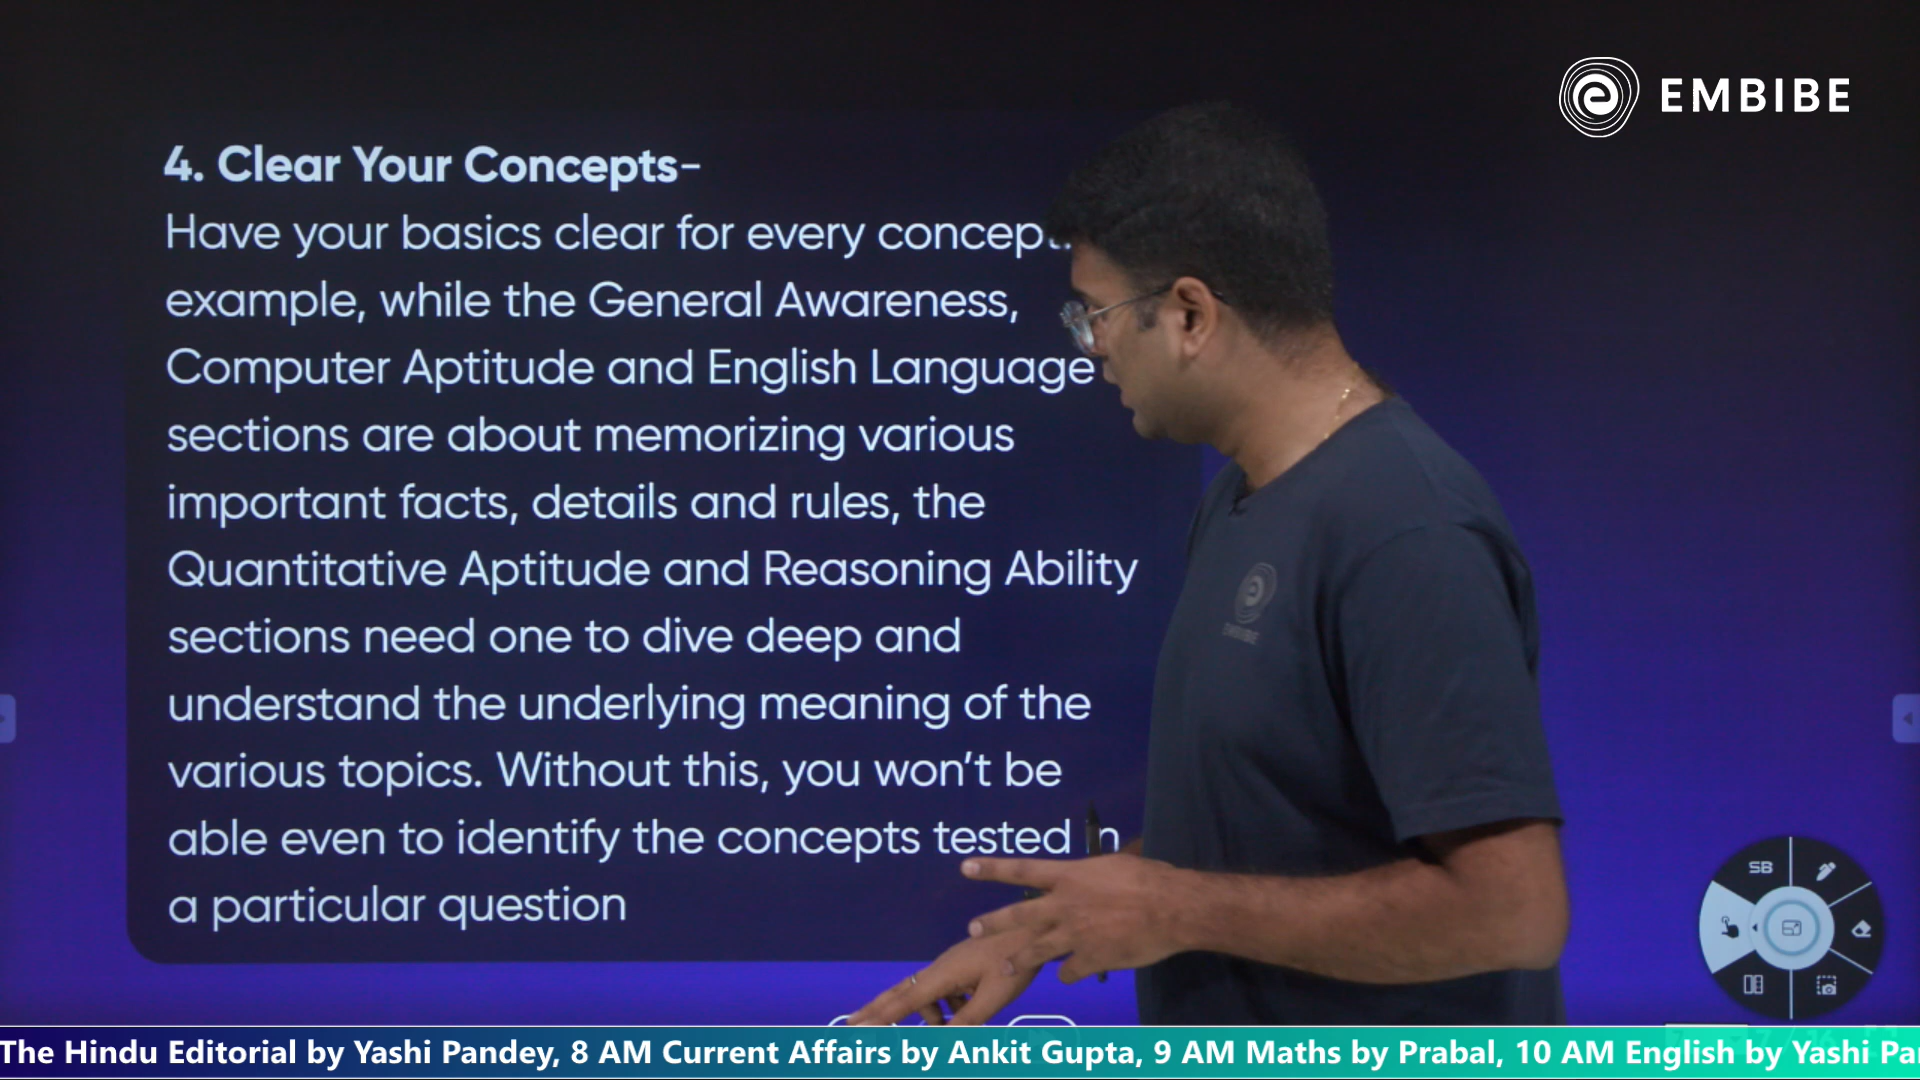 EMBIBE
4. Clear Your Concepts-
Have your basics clear for every concept.
example, while the General Awareness,
Computer Aptitude and English Language
sections are about memorizing various
important facts, details and rules, the
Quantitative Aptitude and Reasoning Ability
sections need one to dive deep and
understand the underlying meaning of the
various topics. Without this, you won't be
able even to identify the concepts tested in
a particular question
EMBIBE
SB
The Hindu Editorial by Yashi Pandey, 8 AM Current Affairs by Ankit Gupta, 9 AM Maths by Prabal, 10 AM English by Yashi Pa